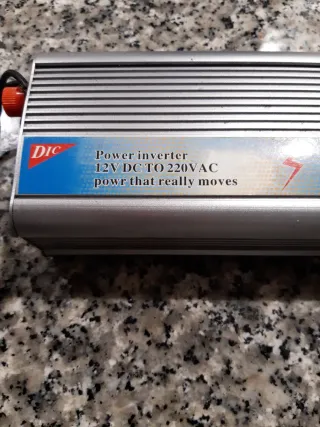 DIC
Power inverter
12V DC TO 220VAC
powr that really moves